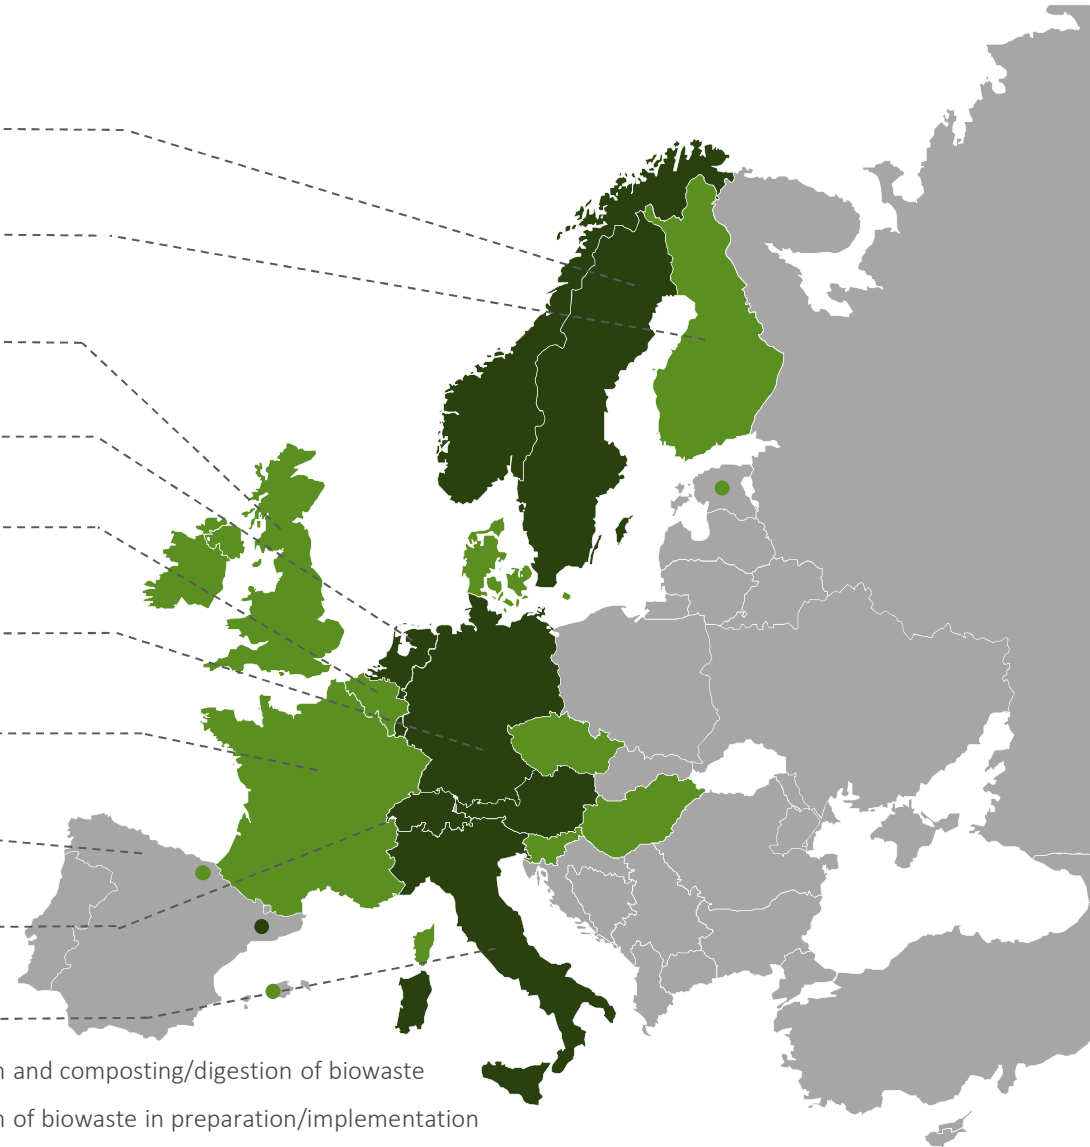 n and composting/digestion of biowaste
n of biowaste in preparation/implementation